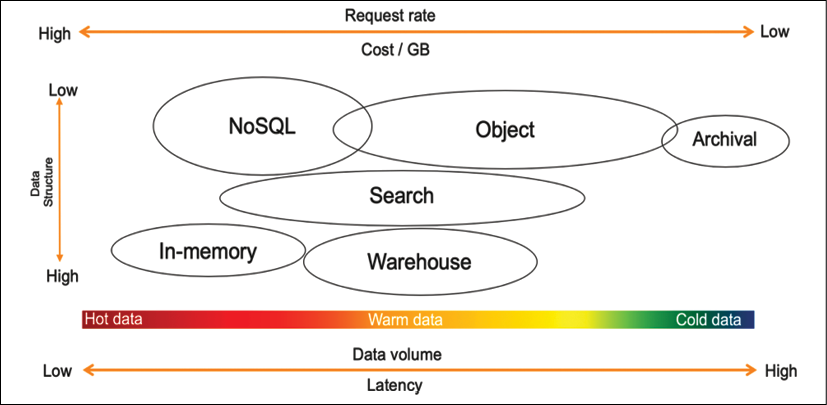 Request rate
High
Low
Cost / GB
Low
NoSQL
Object
Archival
Data
Structure
Search
In-memory
Warehouse
High
Hot data
Warm data
Cold data
Data volume
Low
High
Latency